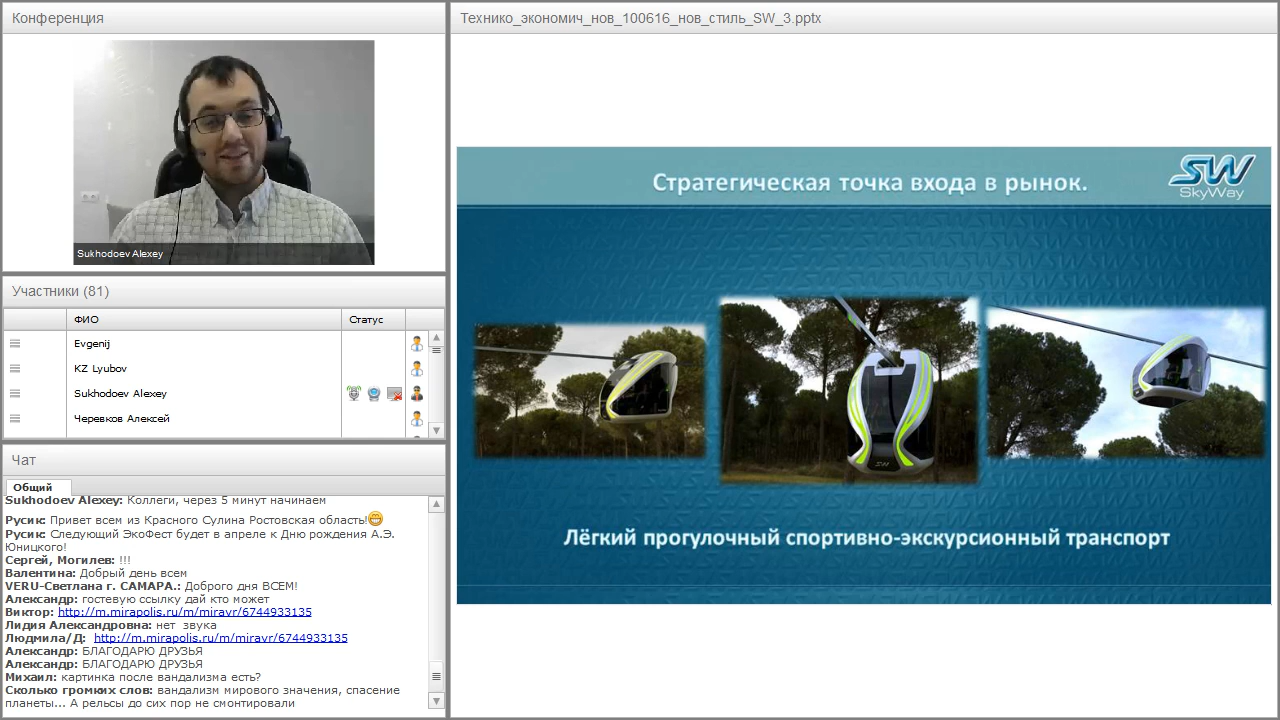 Конференция
Sukhodoev Alexey
Участники (81)
ФИО
Статус
Evgenij
KZ Lyubov
Sukhodoev Alexey
Черевков Алексей
Чат
Общий
Sukhodoev Alexey: Коллеги, через 5 минут начинаем
Русик: Привет всем из Красного Сулина Ростовская область!
Русик: Следующий ЭкоФест будет в апреле к Дню рождения А.Э.
Юницкого!
Сергей, Могилев: !!!
Валентина: Добрый день всем
VERU-Светлана г. САМАРА.: Доброго дня ВСЕМ!
Александр: гостевую ссылку дай кто может
Виктор: http://m.mirapolis.ru/m/miravr/6744933135
Лидия Александровна: нет звука
Людмила/Д: http://m.mirapolis.ru/m/miravr/6744933135
Александр: БЛАГОДАРЮ ДРУЗЬЯ
Александр: БЛАГОДАРЮ ДРУЗЬЯ
Михаил: картинка после вандализма есть?
Сколько громких слов: вандализм мирового значения, спасение
планеты... А рельсы до сих пор не смонтировали
Технико_экономич_нов_100616_нов_стиль_SW_3.pptx
Стратегическая точка входа в рынок.
SW
SkyWay
SW
Лёгкий прогулочный спортивно-экскурсионный транспорт